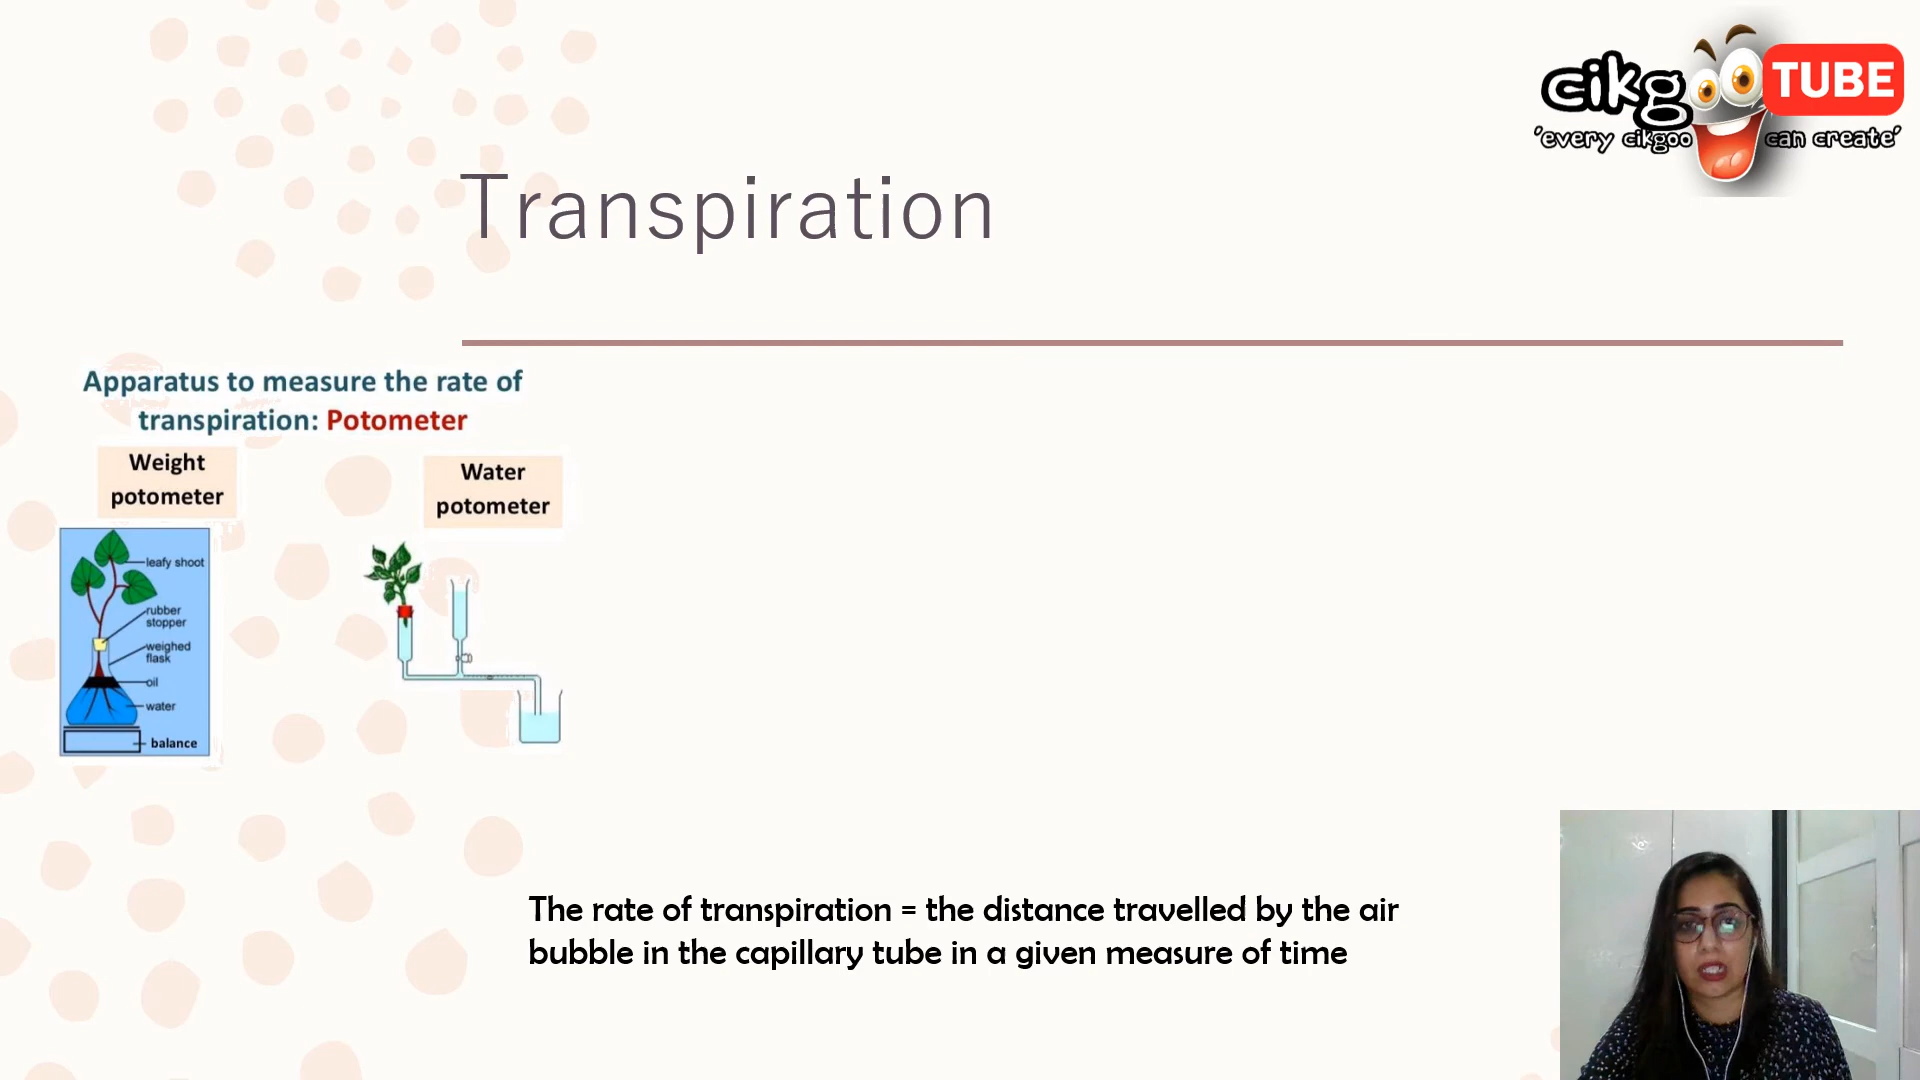 cikgoo TUBE
'every cikgoo can create'
Transpiration
Apparatus to measure the rate of
transpiration: Potometer
Weight
potometer
Water
potometer
leafy shoot
rubber
stopper
weighed
flask
oil
water
balance
The rate of transpiration = the distance travelled by the air
bubble in the capillary tube in a given measure of time